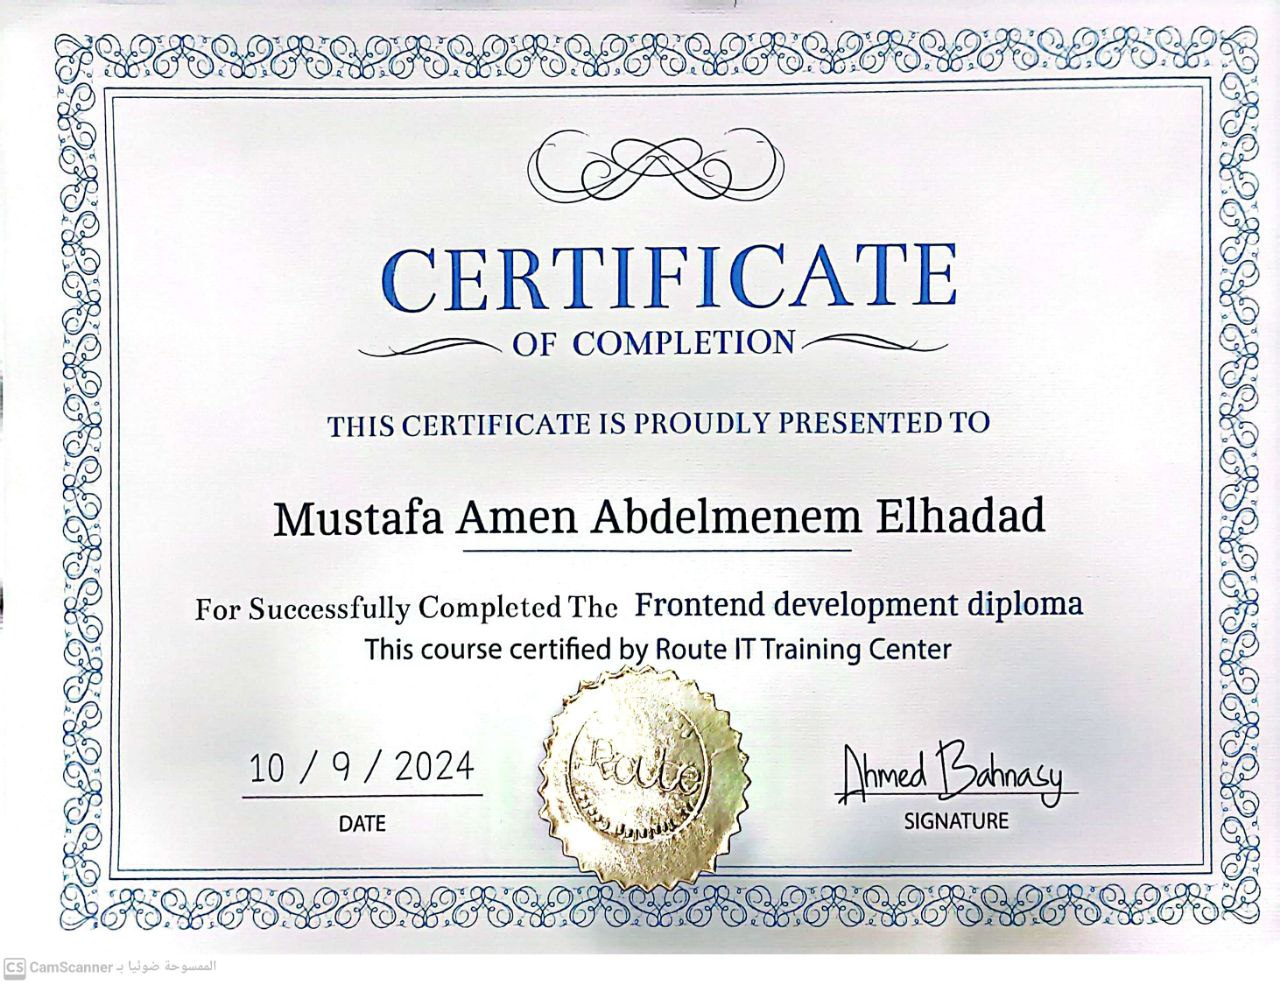 CERTIFICATE
OF COMPLETION
THIS CERTIFICATE IS PROUDLY PRESENTED TO
Mustafa Amen Abdelmenem Elhadad
For Successfully Completed The Frontend development diploma
This course certified by Route IT Training Center
Route
10 / 9 / 2024
DATE
Ahmed Bahnasy
SIGNATURE
CS CamScanner الممسوحة ضوئيا بـ